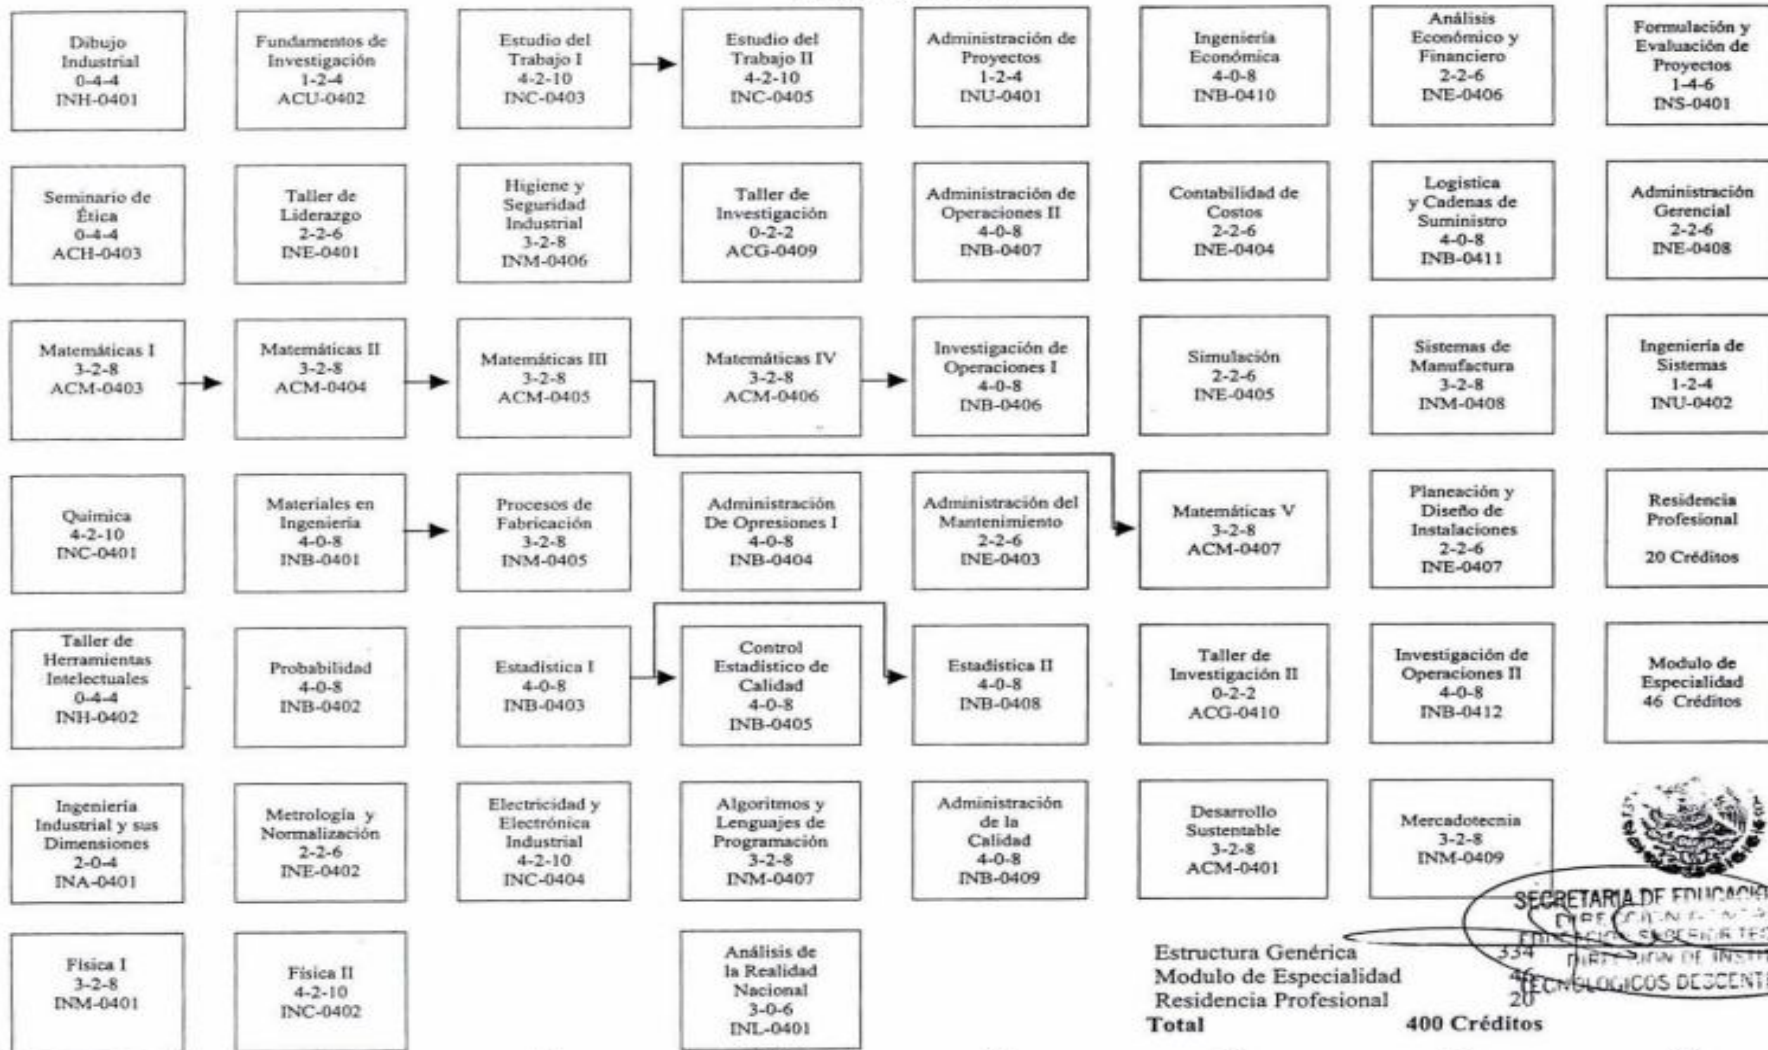 Dibujo
Industrial
0-4-4
INH-0401
Fundamentos de
Investigación
1-2-4
ACU-0402
Estudio del
Trabajo I
4-2-10
INC-0403
Estudio del
Trabajo II
4-2-10
INC-0405
Administración de
Proyectos
1-2-4
INU-0401
Ingeniería
Económica
4-0-8
INB-0410
Análisis
Económico y
Financiero
2-2-6
INE-0406
Formulación y
Evaluación de
Proyectos
1-4-6
INS-0401
Seminario de
Ética
0-4-4
ACH-0403
Taller de
Liderazgo
2-2-6
INE-0401
Higiene y
Seguridad
Industrial
3-2-8
INM-0406
Taller de
Investigación
0-2-2
ACG-0409
Administración de
Operaciones II
4-0-8
INB-0407
Contabilidad de
Costos
2-2-6
INE-0404
Logistica
y Cadenas de
Suministro
4-0-8
INB-0411
Administración
Gerencial
2-2-6
INE-0408
Matemáticas I
3-2-8
ACM-0403
Matemáticas II
3-2-8
ACM-0404
Matemáticas III
3-2-8
ACM-0405
Matemáticas IV
3-2-8
ACM-0406
Investigación de
Operaciones I
4-0-8
INB-0406
Simulación
2-2-6
INE-0405
Sistemas de
Manufactura
3-2-8
INM-0408
Ingeniería de
Sistemas
1-2-4
INU-0402
Química
4-2-10
INC-0401
Materiales en
Ingeniería
4-0-8
INB-0401
Procesos de
Fabricación
3-2-8
INM-0405
Administración
De Opresiones I
4-0-8
INB-0404
Administración del
Mantenimiento
2-2-6
INE-0403
Matemáticas V
3-2-8
ACM-0407
Planeación y
Diseño de
Instalaciones
2-2-6
INE-0407
Residencia
Profesional
20 Créditos
Taller de
Herramientas
Intelectuales
0-4-4
INH-0402
Probabilidad
4-0-8
INB-0402
Estadística I
4-0-8
INB-0403
Control
Estadístico de
Calidad
4-0-8
INB-0405
Estadística II
4-0-8
INB-0408
Taller de
Investigación II
0-2-2
ACG-0410
Investigación de
Operaciones II
4-0-8
INB-0412
Modulo de
Especialidad
46 Créditos
Ingeniería
Industrial y sus
Dimensiones
2-0-4
INA-0401
Metrología y
Normalización
2-2-6
INE-0402
Electricidad y
Electrónica
Industrial
4-2-10
INC-0404
Algoritmos y
Lenguajes de
Programación
3-2-8
INM-0407
Administración
de la
Calidad
4-0-8
INB-0409
Desarrollo
Sustentable
3-2-8
ACM-0401
Mercadotecnia
3-2-8
INM-0409
Física I
3-2-8
INM-0401
Física II
4-2-10
INC-0402
Análisis de
la Realidad
Nacional
3-0-6
INL-0401
Estructura Genérica 334
Modulo de Especialidad 46
Residencia Profesional 20
Total 400 Créditos
SECRETARIA DE EDUCACIO
TECNOLOGICOS DESCENT